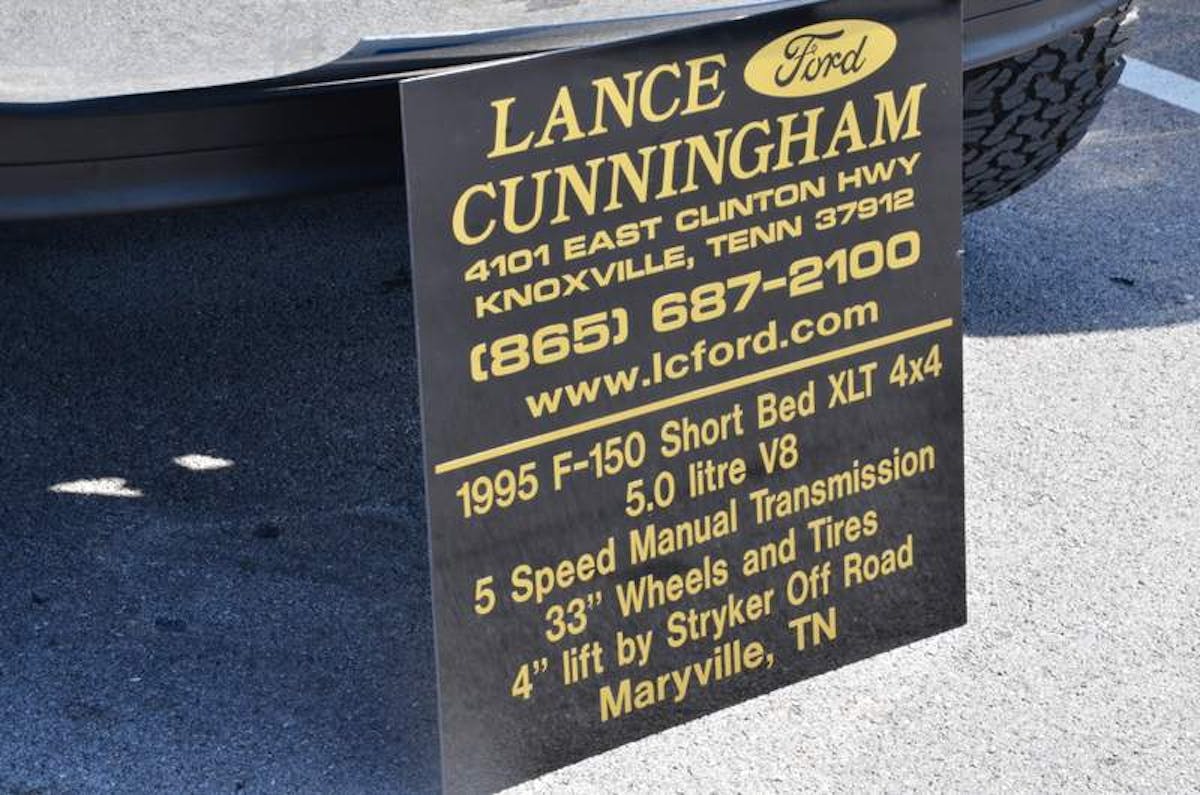 LANCE Ford
CUNNINGHAM
4101 EAST CLINTON HWY
KNOXVILLE, TENN 37912
(865) 687-2100
www.lcford.com
1995 F-150 Short Bed XLT 4x4
5.0 litre V8
5 Speed Manual Transmission
33” Wheels and Tires
4” lift by Stryker Off Road
Maryville, TN